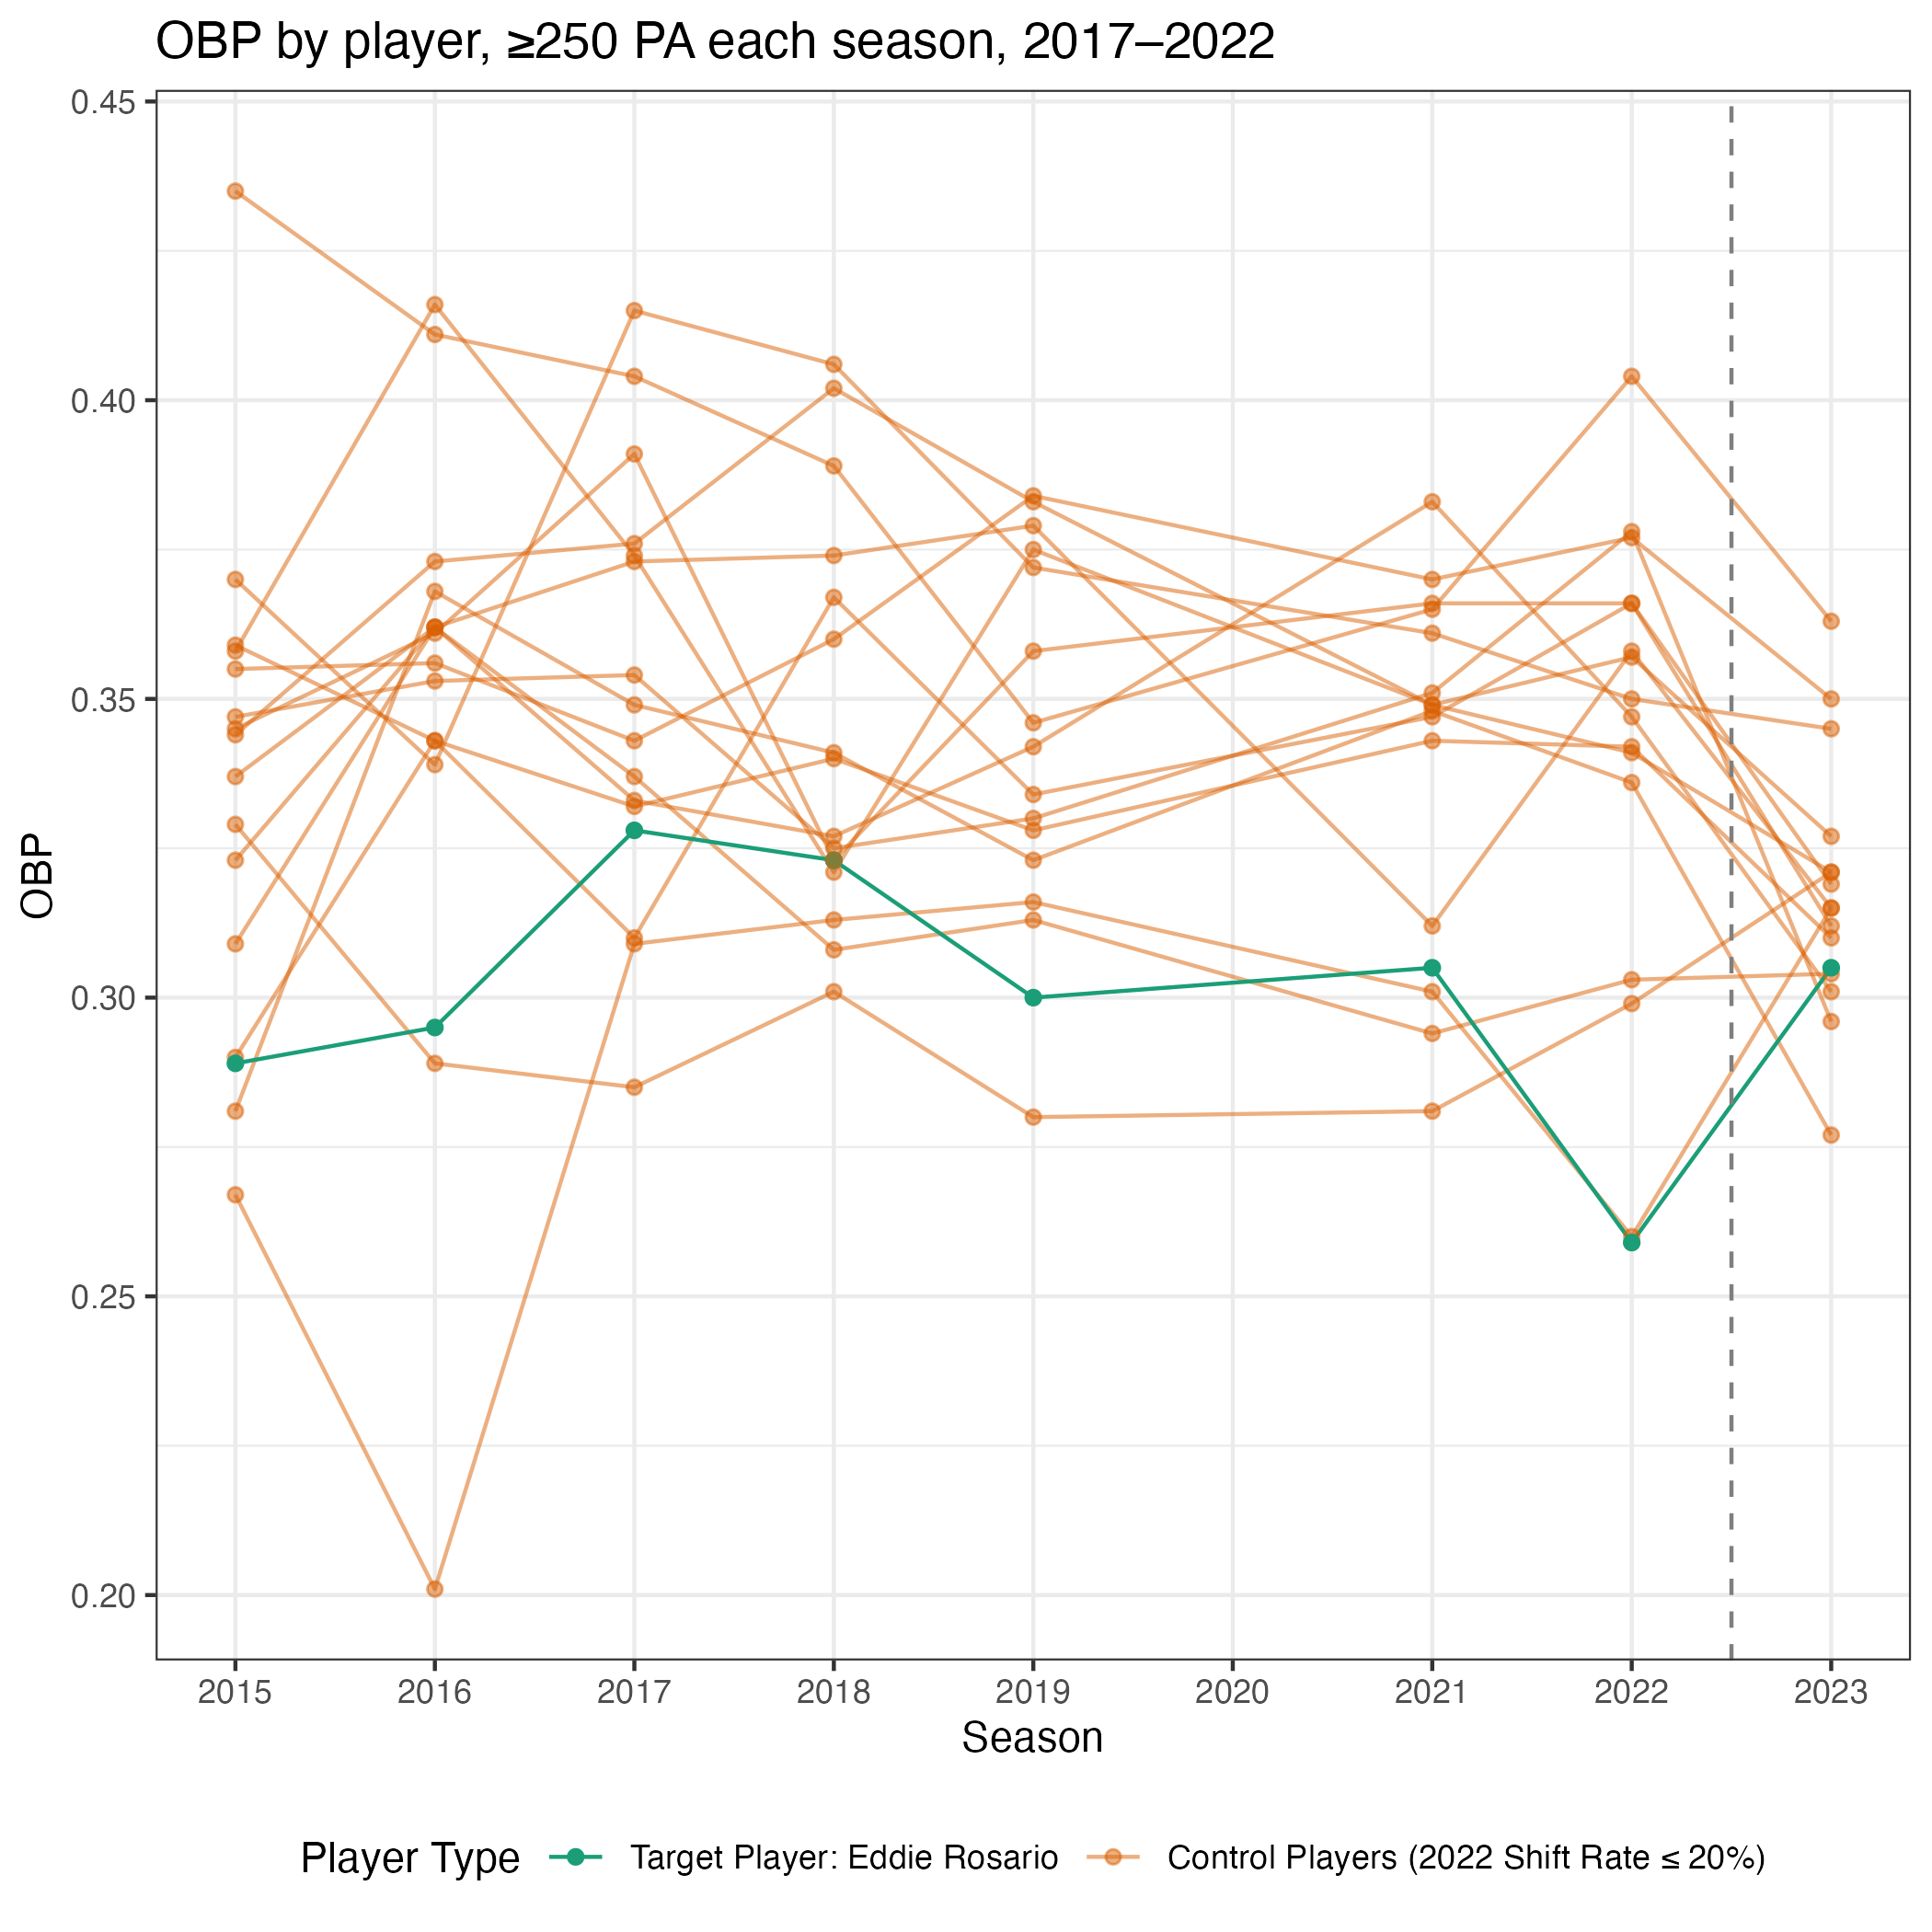 OBP by player, ≥250 PA each season, 2017–2022
0.45
0.40
0.35
0.30
0.25
0.20
OBP
2015 2016 2017 2018 2019 2020 2021 2022 2023
Season
Player Type Target Player: Eddie Rosario Control Players (2022 Shift Rate ≤ 20%)